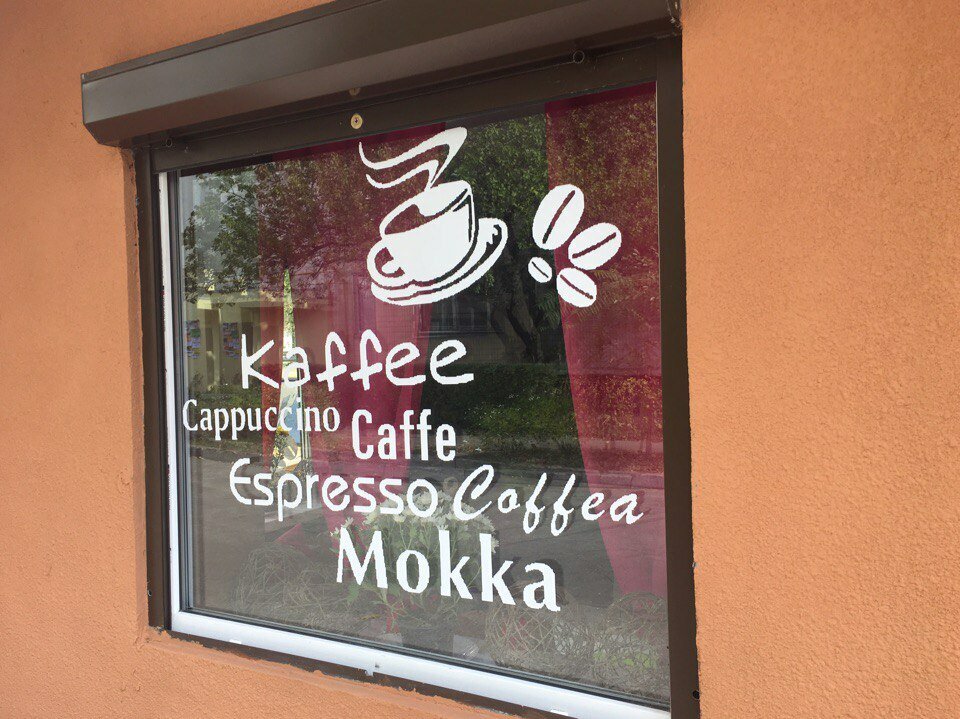 Kaffee
Cappuccino Caffe
Espresso Coffea
Mokka